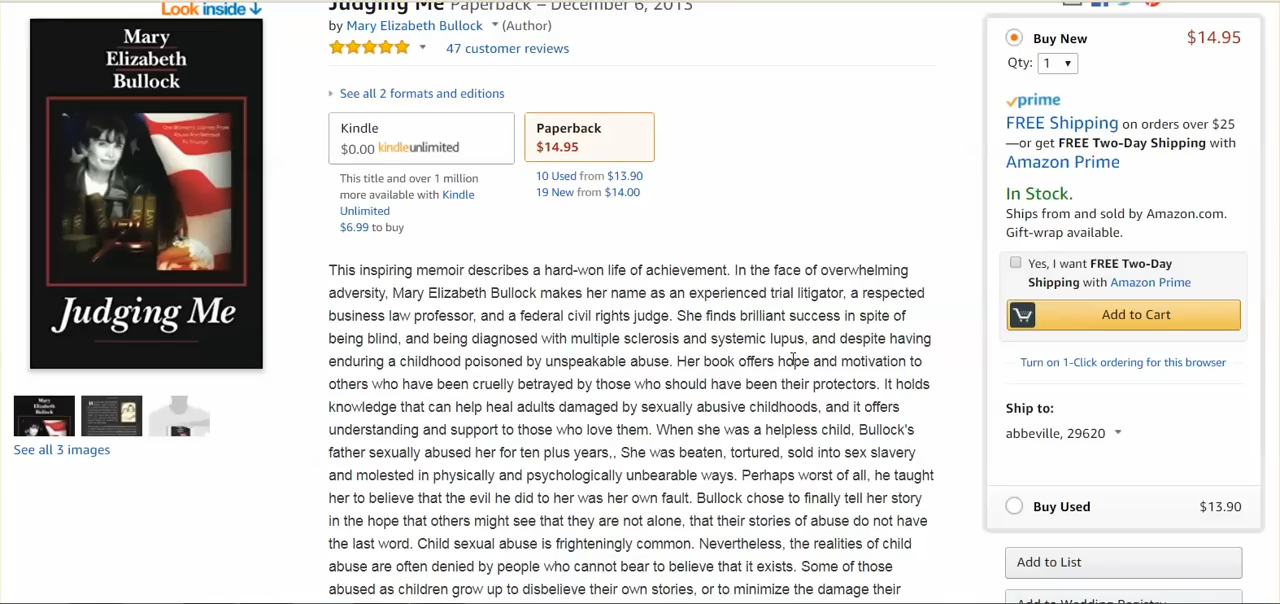 Look inside
Judging Me Paperback – December 6, 2013
by Mary Elizabeth Bullock (Author)
47 customer reviews
See all 2 formats and editions
Kindle
$0.00 kindleunlimited
Paperback
$14.95
This title and over 1 million
more available with Kindle
Unlimited
$6.99 to buy
10 Used from $13.90
19 New from $14.00
Mary
Elizabeth
Bullock
One Woman's Journey From
Abuse And Betrayal
To Triumph
Judging Me
Mary
Elizabeth
Bullock
See all 3 images
This inspiring memoir describes a hard-won life of achievement. In the face of overwhelming
adversity, Mary Elizabeth Bullock makes her name as an experienced trial litigator, a respected
business law professor, and a federal civil rights judge. She finds brilliant success in spite of
being blind, and being diagnosed with multiple sclerosis and systemic lupus, and despite having
enduring a childhood poisoned by unspeakable abuse. Her book offers hope and motivation to
others who have been cruelly betrayed by those who should have been their protectors. It holds
knowledge that can help heal adults damaged by sexually abusive childhoods, and it offers
understanding and support to those who love them. When she was a helpless child, Bullock's
father sexually abused her for ten plus years,, She was beaten, tortured, sold into sex slavery
and molested in physically and psychologically unbearable ways. Perhaps worst of all, he taught
her to believe that the evil he did to her was her own fault. Bullock chose to finally tell her story
in the hope that others might see that they are not alone, that their stories of abuse do not have
the last word. Child sexual abuse is frighteningly common. Nevertheless, the realities of child
abuse are often denied by people who cannot bear to believe that it exists. Some of those
abused as children grow up to disbelieve their own stories, or to minimize the damage their
Buy New $14.95
Qty: 1
prime
FREE Shipping on orders over $25
—or get FREE Two-Day Shipping with
Amazon Prime
In Stock.
Ships from and sold by Amazon.com.
Gift-wrap available.
Yes, I want FREE Two-Day
Shipping with Amazon Prime
Add to Cart
Turn on 1-Click ordering for this browser
Ship to:
abbeville, 29620
Buy Used $13.90
Add to List
Add to Wedding Registry